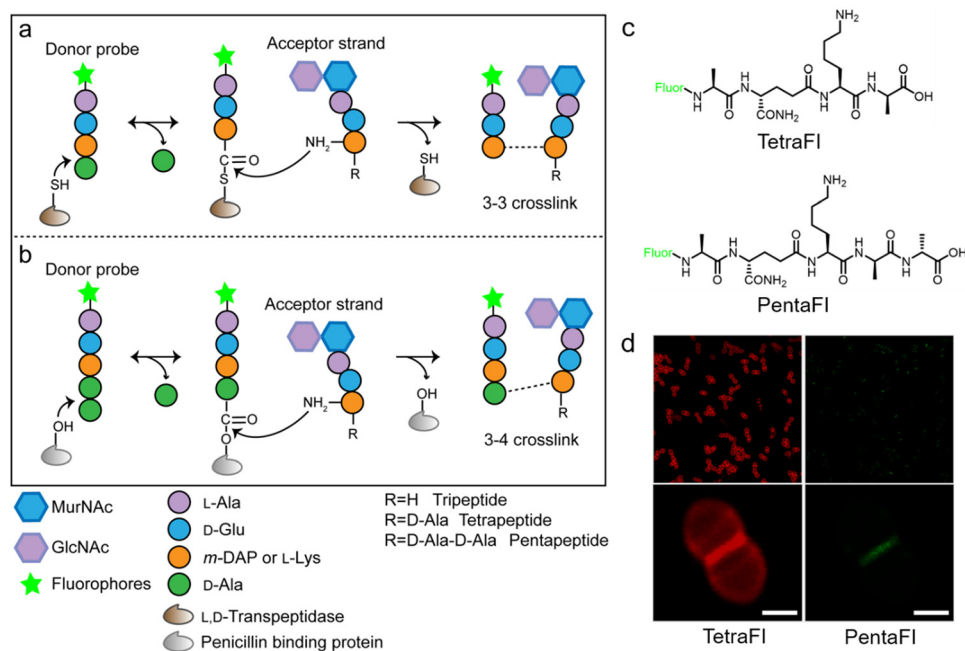 a
Donor probe
Acceptor strand
SH
C=O
S
NH2
R
SH
3-3 crosslink
b
Donor probe
Acceptor strand
OH
C=O
O
NH2
R
OH
3-4 crosslink
MurNAc
GlcNAc
Fluorophores
L-Ala
D-Glu
m-DAP or L-Lys
D-Ala
L,D-Transpeptidase
Penicillin binding protein
R=H Tripeptide
R=D-Ala Tetrapeptide
R=D-Ala-D-Ala Pentapeptide
c
NH2
Fluor
N
H
O
H
N
CONH2
O
N
H
O
H
N
O
OH
TetraFl
NH2
Fluor
N
H
O
H
N
CONH2
O
N
H
O
H
N
O
H
N
O
OH
PentaFl
d
TetraFl
PentaFl